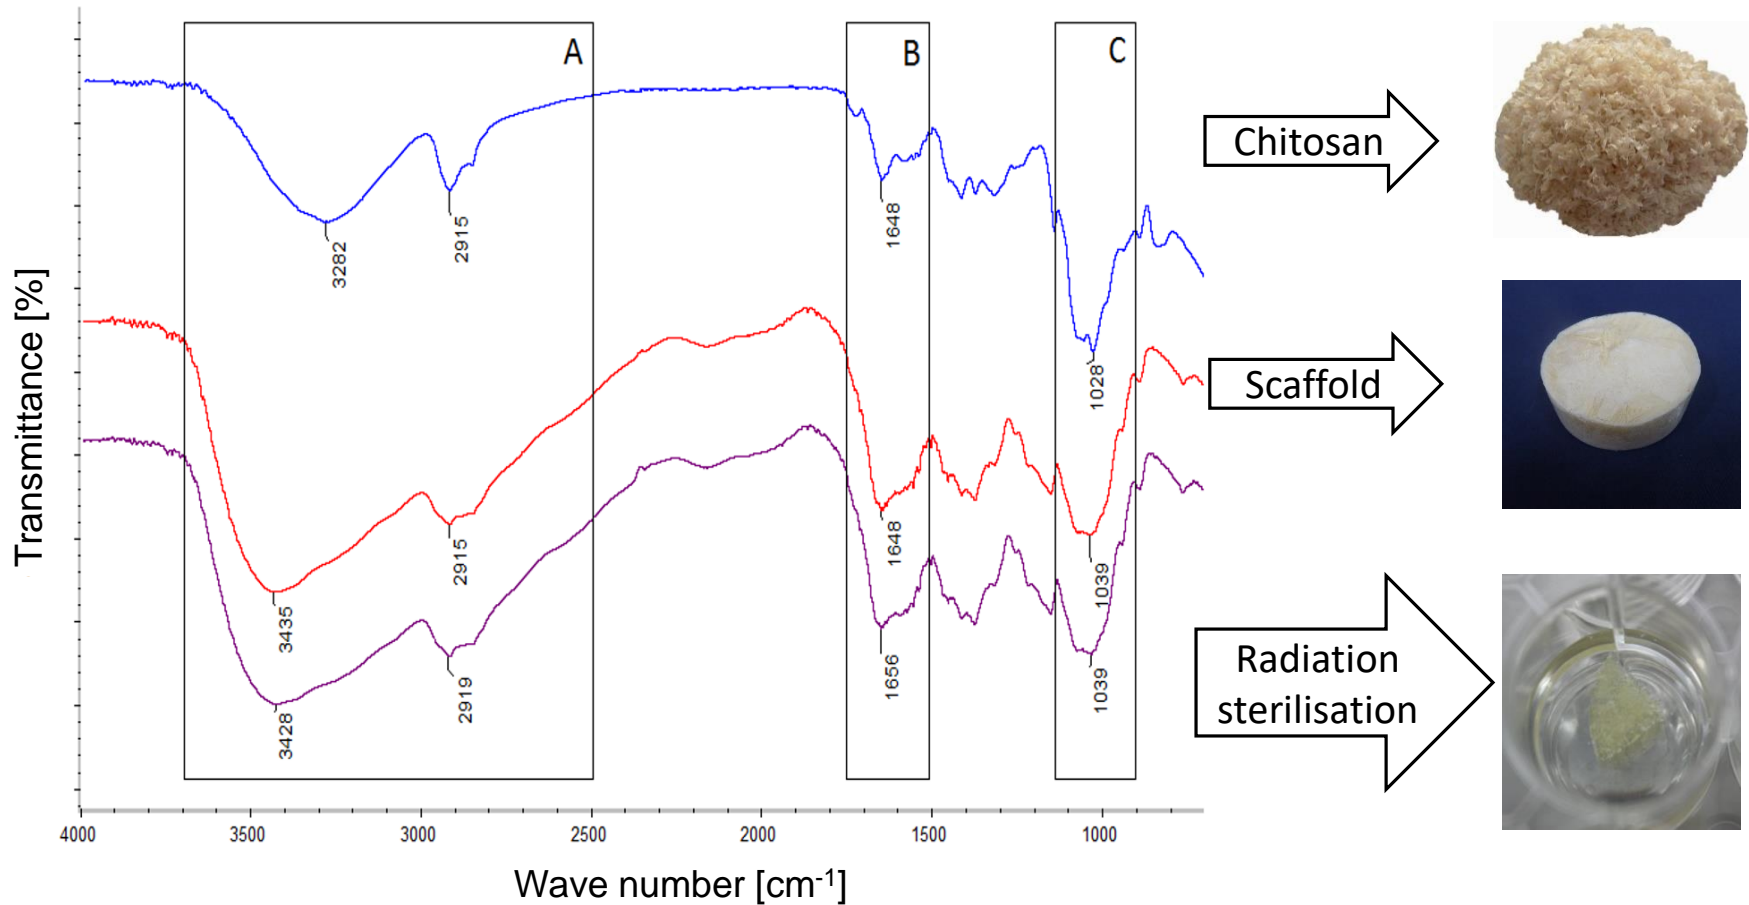 A
B
C
3282
2915
1648
1028
3435
2915
1648
1039
3428
2919
1656
1039
Chitosan
Scaffold
Radiation
sterilisation
Transmittance [%]
4000
3500
3000
2500
2000
1500
1000
Wave number [cm-1]